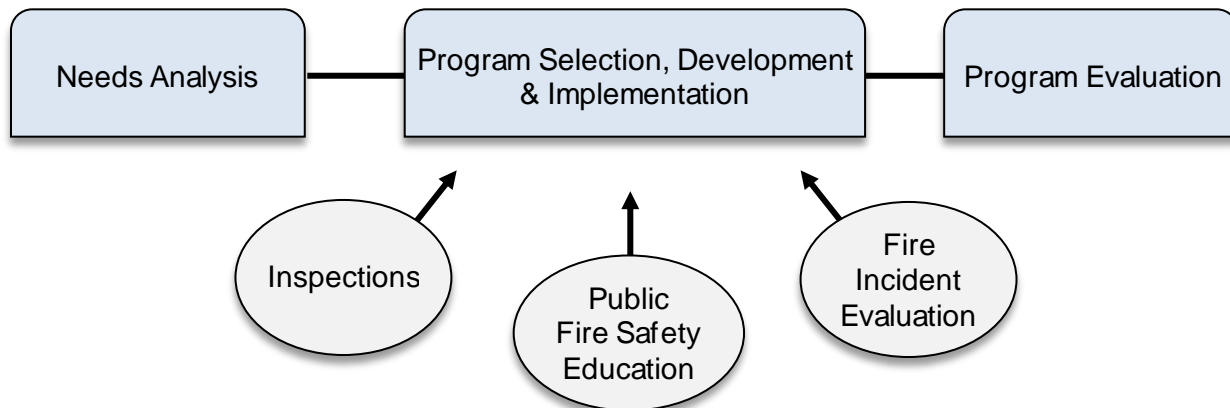 Needs Analysis
Program Selection, Development
& Implementation
Program Evaluation
Inspections
Public
Fire Safety
Education
Fire
Incident
Evaluation